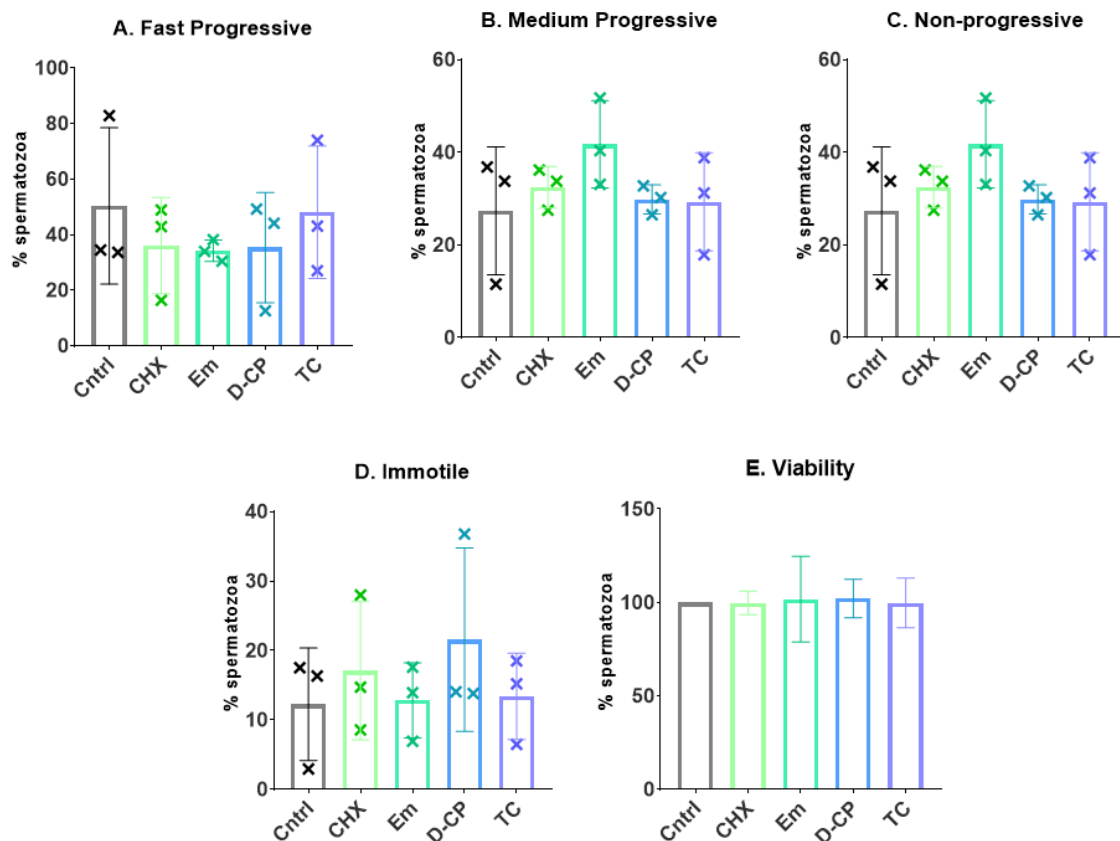 A. Fast Progressive
% spermatozoa
100
80
60
40
20
0
Cntrl
CHX
Em
D-CP
TC
B. Medium Progressive
% spermatozoa
60
40
20
0
Cntrl
CHX
Em
D-CP
TC
C. Non-progressive
% spermatozoa
60
40
20
0
Cntrl
CHX
Em
D-CP
TC
D. Immotile
% spermatozoa
40
30
20
10
0
Cntrl
CHX
Em
D-CP
TC
E. Viability
% spermatozoa
150
100
50
0
Cntrl
CHX
Em
D-CP
TC